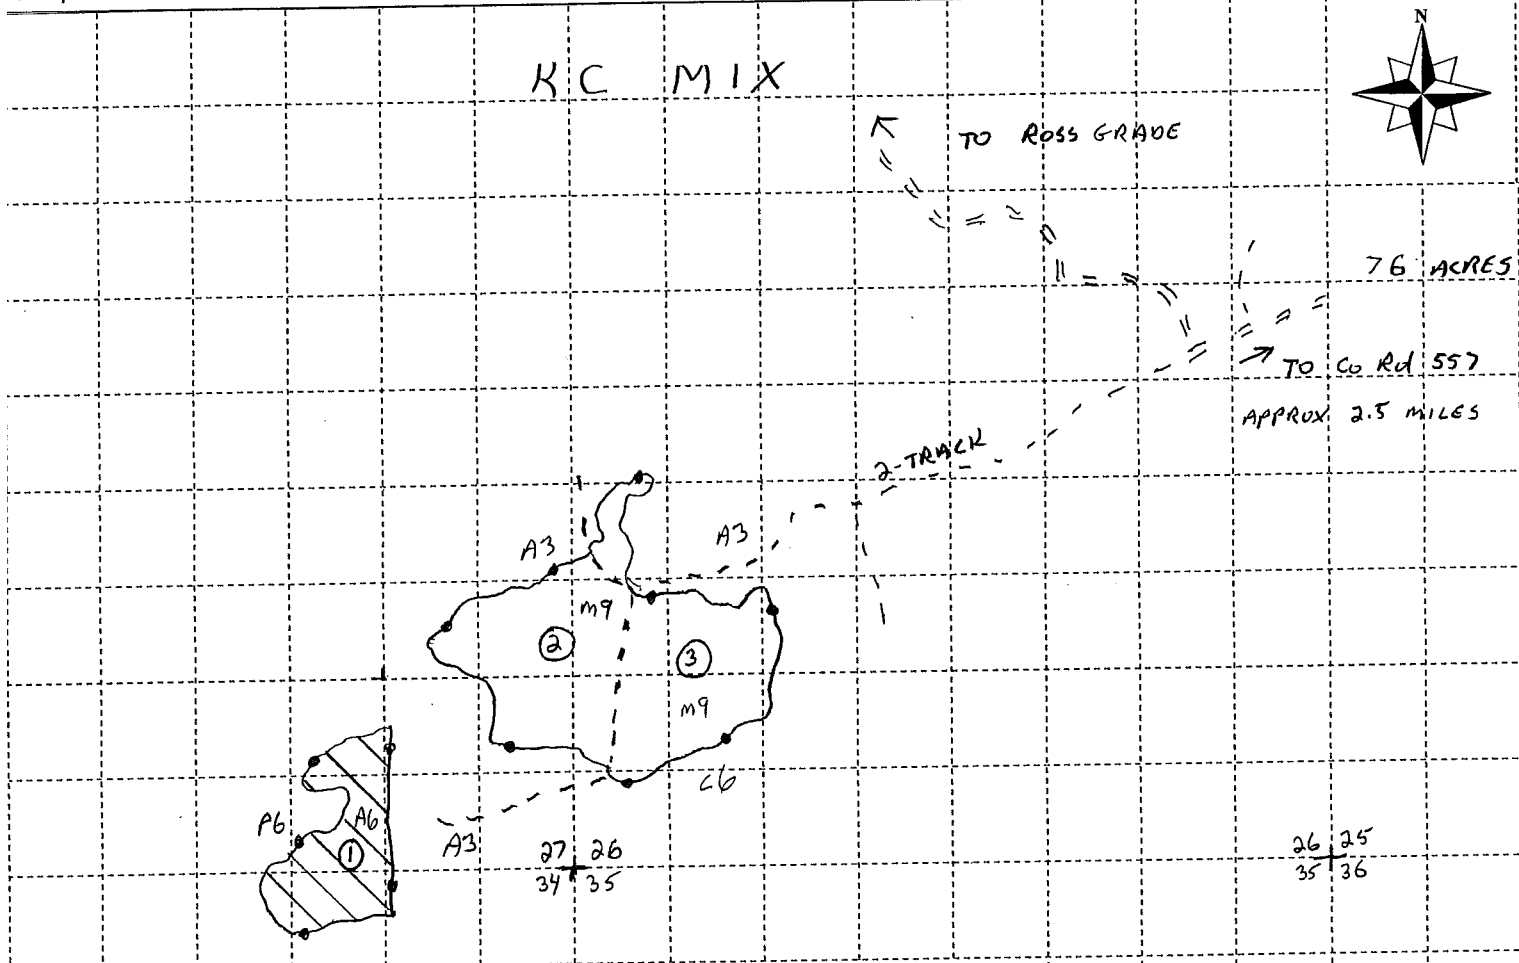 N
KC MIX
TO ROSS GRADE
76 ACRES
TO Co Rd 557
APPROX. 2.5 MILES
2-TRACK
A3
A3
M9
2
3
M9
C6
P6
A6
1
A3
27 26
34 35
26 25
35 36